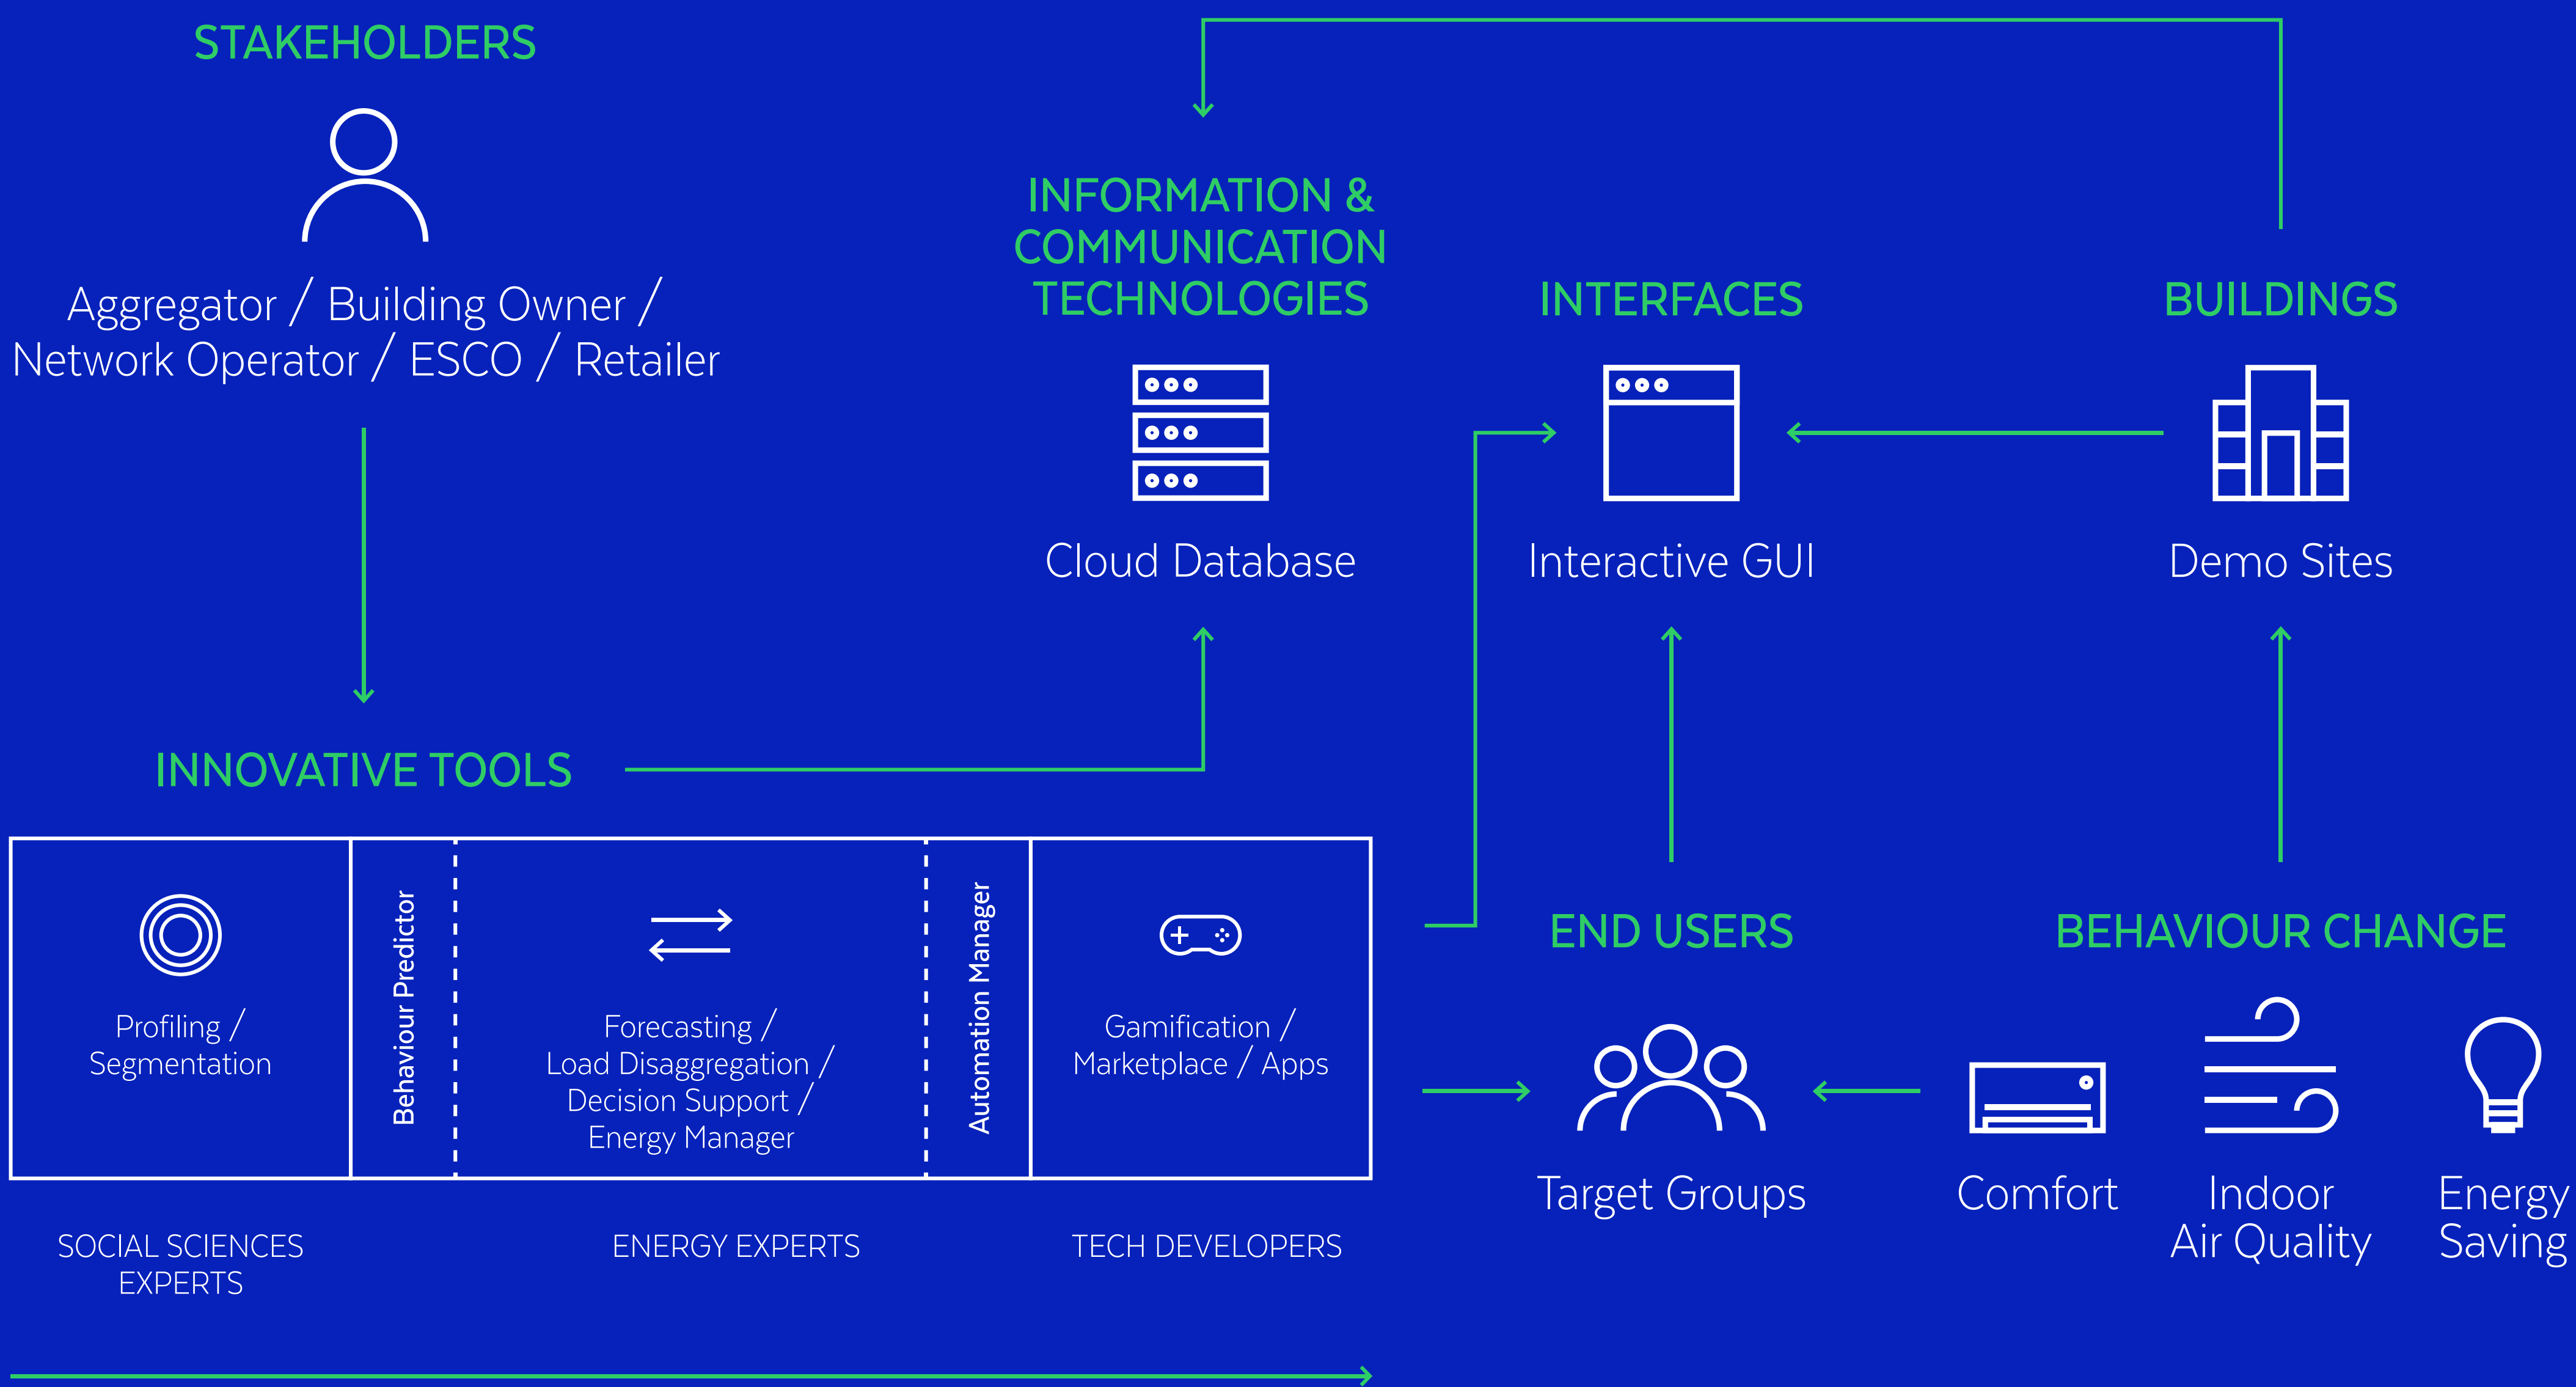 STAKEHOLDERS
Aggregator / Building Owner /
Network Operator / ESCO / Retailer
INFORMATION &
COMMUNICATION
TECHNOLOGIES
Cloud Database
INTERFACES
Interactive GUI
BUILDINGS
Demo Sites
INNOVATIVE TOOLS
Profiling /
Segmentation
Behaviour Predictor
Forecasting /
Load Disaggregation /
Decision Support /
Energy Manager
Automation Manager
Gamification /
Marketplace / Apps
SOCIAL SCIENCES
EXPERTS
ENERGY EXPERTS
TECH DEVELOPERS
END USERS
Target Groups
BEHAVIOUR CHANGE
Comfort
Indoor
Air Quality
Energy
Saving